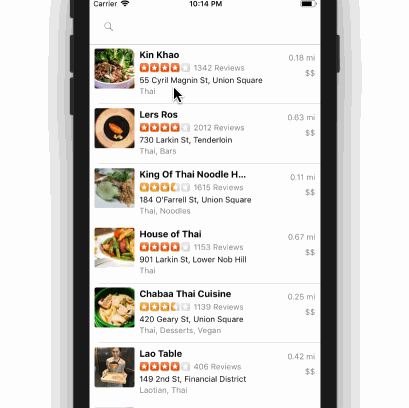 Carrier 10:14 PM
Kin Khao 0.18 mi
1342 Reviews $$
55 Cyril Magnin St, Union Square
Thai
Lers Ros 0.63 mi
2012 Reviews $$
730 Larkin St, Tenderloin
Thai, Bars
King Of Thai Noodle H... 0.11 mi
1615 Reviews $$
184 O'Farrell St, Union Square
Thai, Noodles
House of Thai 0.67 mi
1153 Reviews $$
901 Larkin St, Lower Nob Hill
Thai
Chabaa Thai Cuisine 0.25 mi
1139 Reviews $$
420 Geary St, Union Square
Thai, Desserts, Vegan
Lao Table 0.42 mi
406 Reviews $$
149 2nd St, Financial District
Laotian, Thai